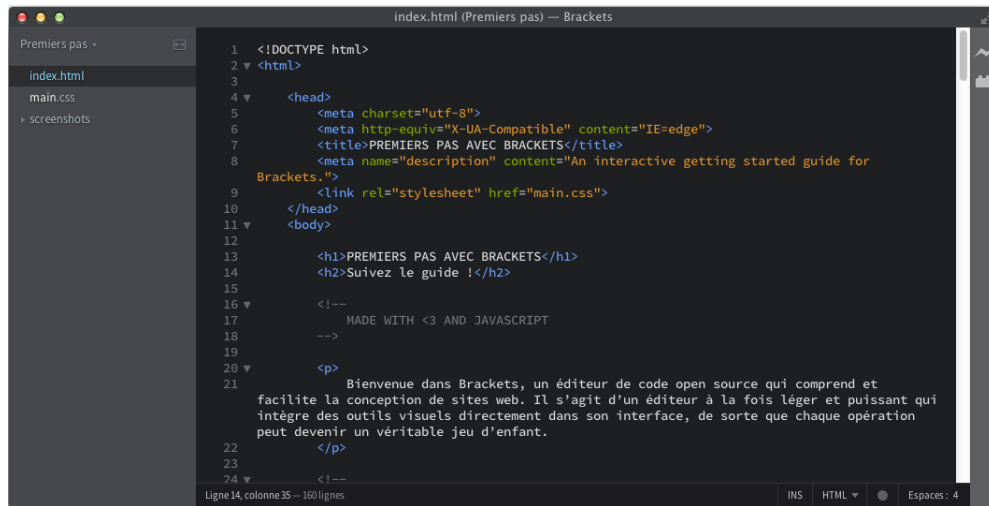 index.html (Premiers pas) — Brackets
Premiers pas
index.html
main.css
screenshots
1 <!DOCTYPE html>
2 <html>
3
4 <head>
5 <meta charset="utf-8">
6 <meta http-equiv="X-UA-Compatible" content="IE=edge">
7 <title>PREMIERS PAS AVEC BRACKETS</title>
8 <meta name="description" content="An interactive getting started guide for
Brackets.">
9 <link rel="stylesheet" href="main.css">
10 </head>
11 <body>
12
13 <h1>PREMIERS PAS AVEC BRACKETS</h1>
14 <h2>Suivez le guide !</h2>
15
16 <!--
17 MADE WITH <3 AND JAVASCRIPT
18 -->
19
20 <p>
21 Bienvenue dans Brackets, un éditeur de code open source qui comprend et
facilite la conception de sites web. Il s’agit d’un éditeur à la fois léger et puissant qui
intègre des outils visuels directement dans son interface, de sorte que chaque opération
peut devenir un véritable jeu d’enfant.
22 </p>
23
24 <!--
Ligne 14, colonne 35 — 160 lignes
INS HTML Espaces : 4